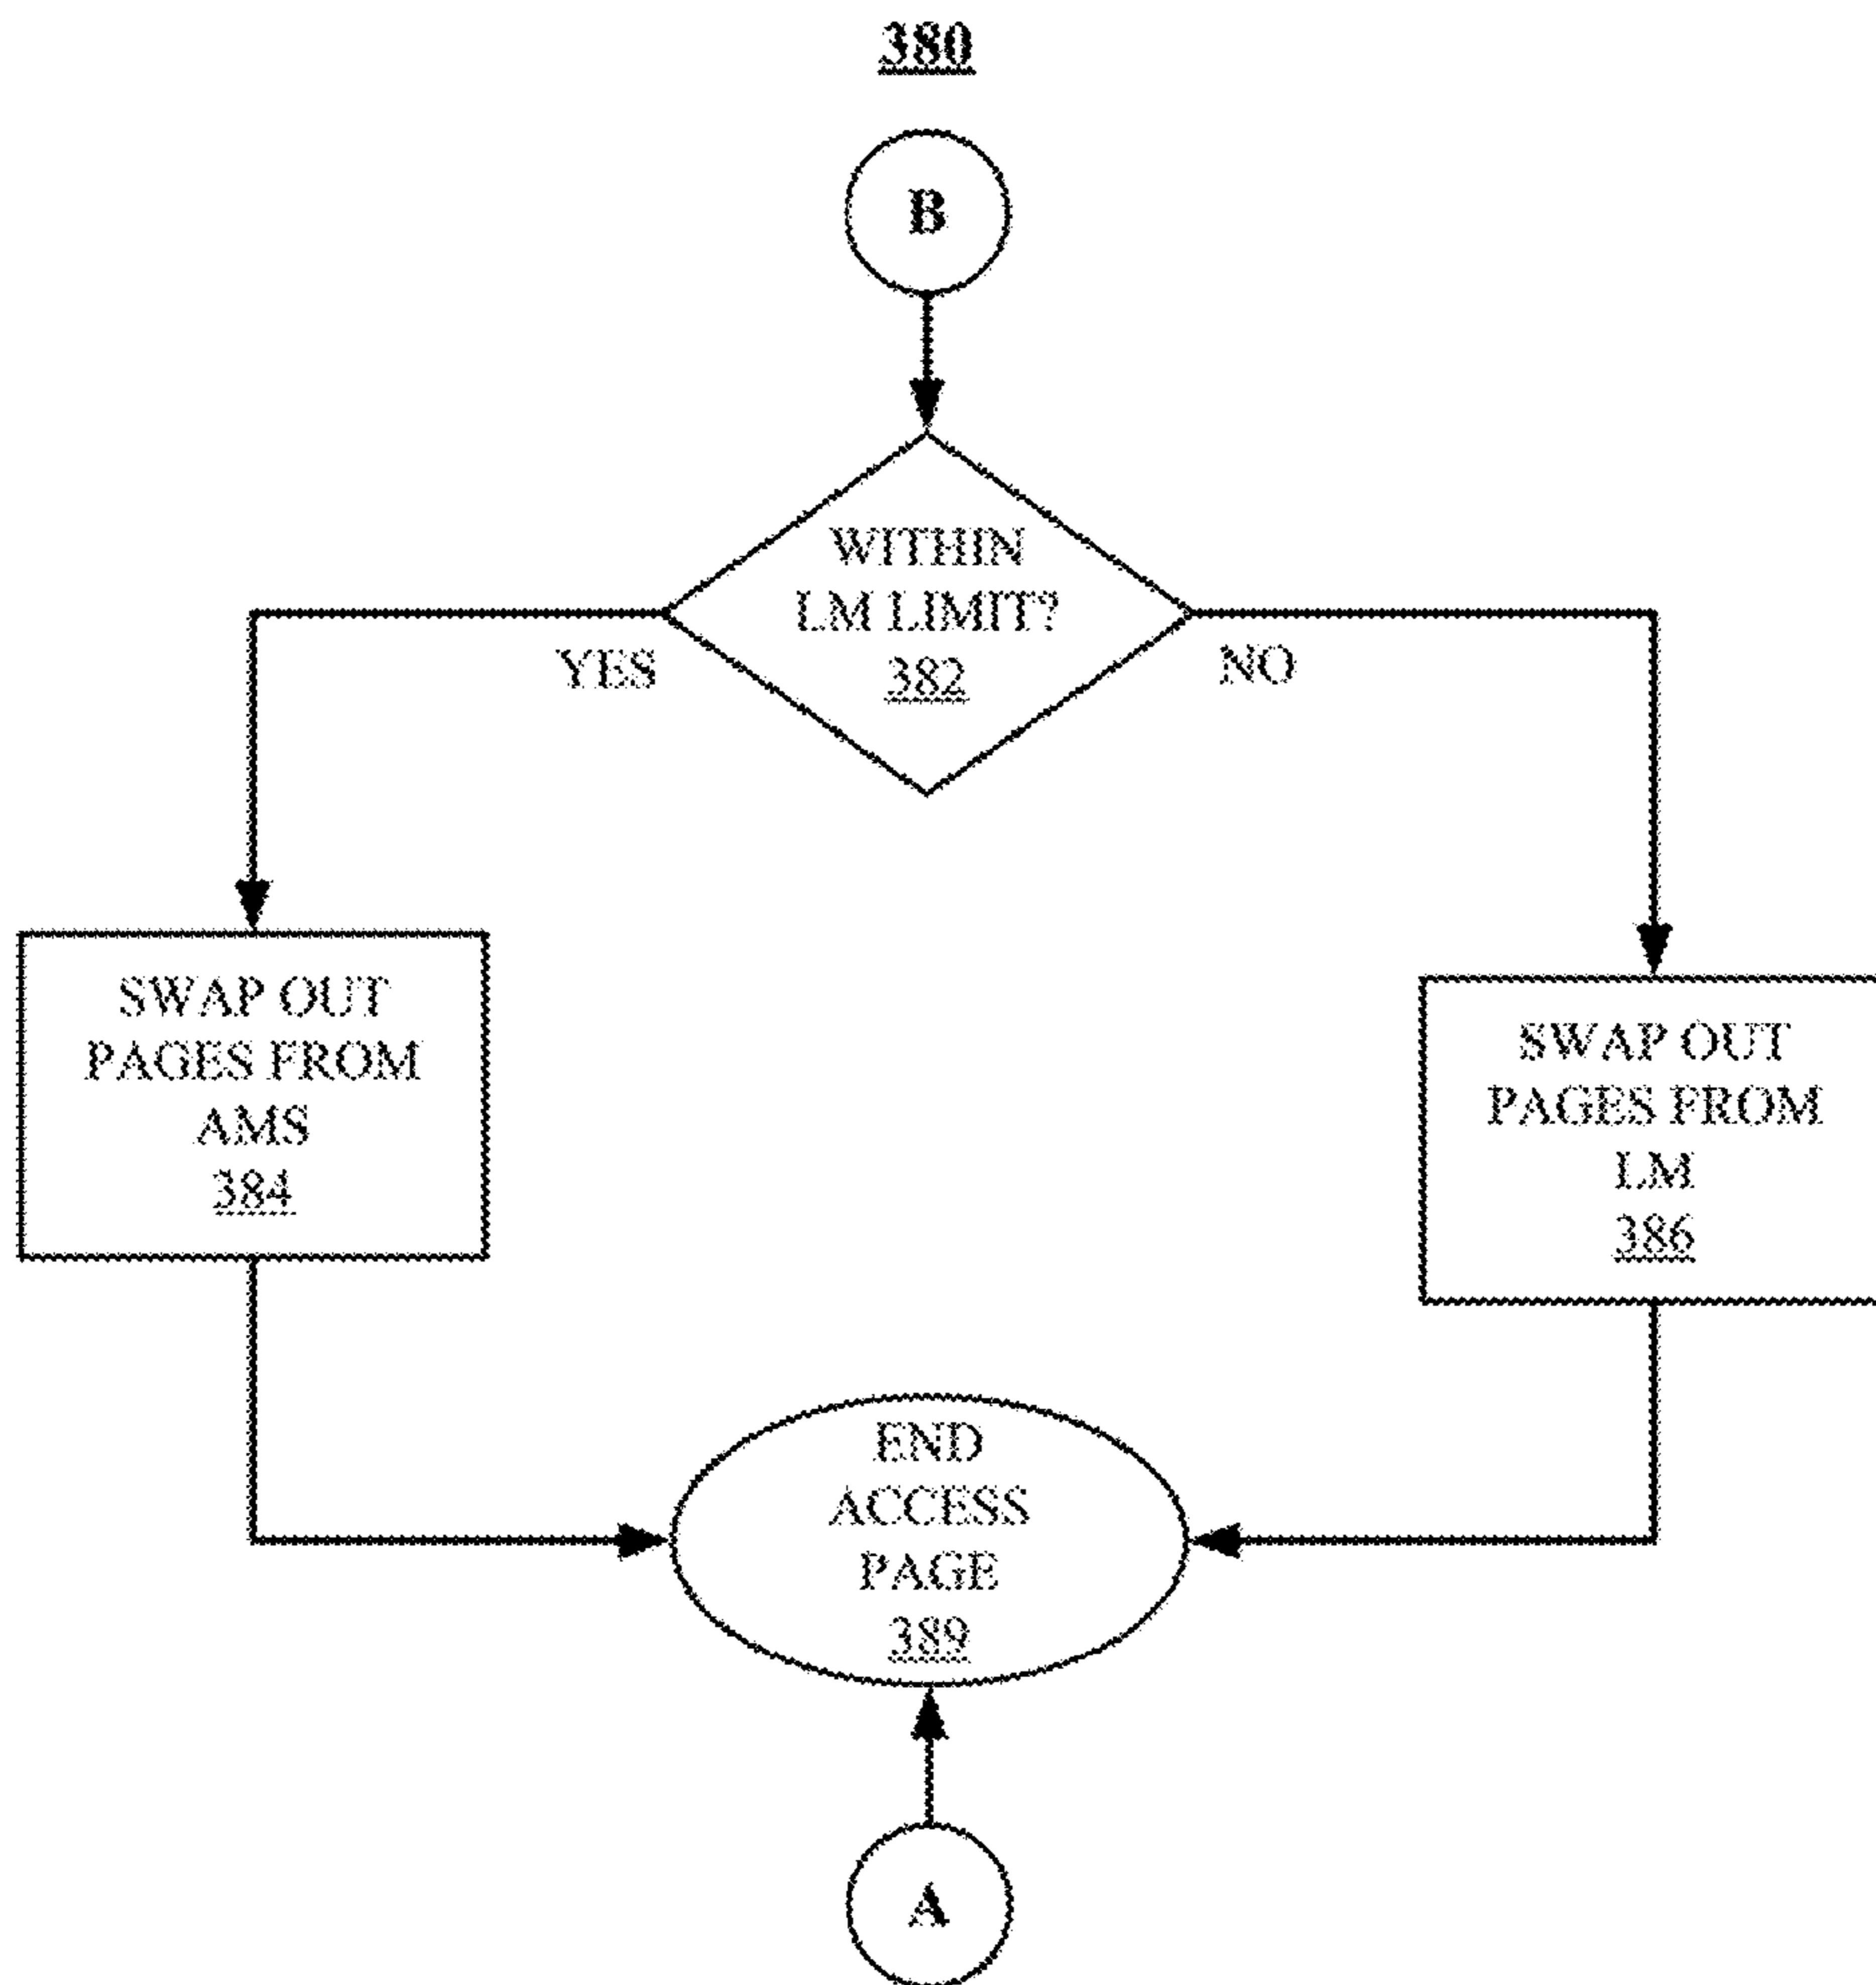 380
B
WITHIN
LM LIMIT?
382
YES
NO
SWAP OUT
PAGES FROM
AMS
384
SWAP OUT
PAGES FROM
LM
386
END
ACCESS
PAGE
389
A